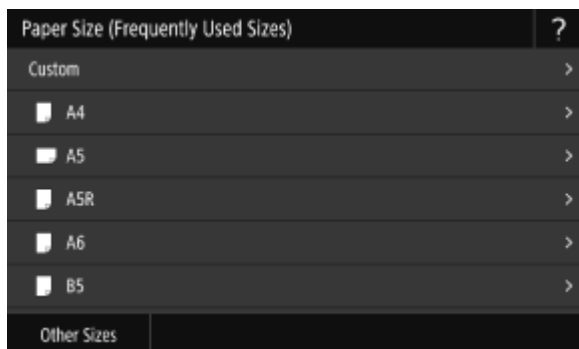 Paper Size (Frequently Used Sizes) ?
Custom >
A4 >
A5 >
A5R >
A6 >
B5 >
Other Sizes